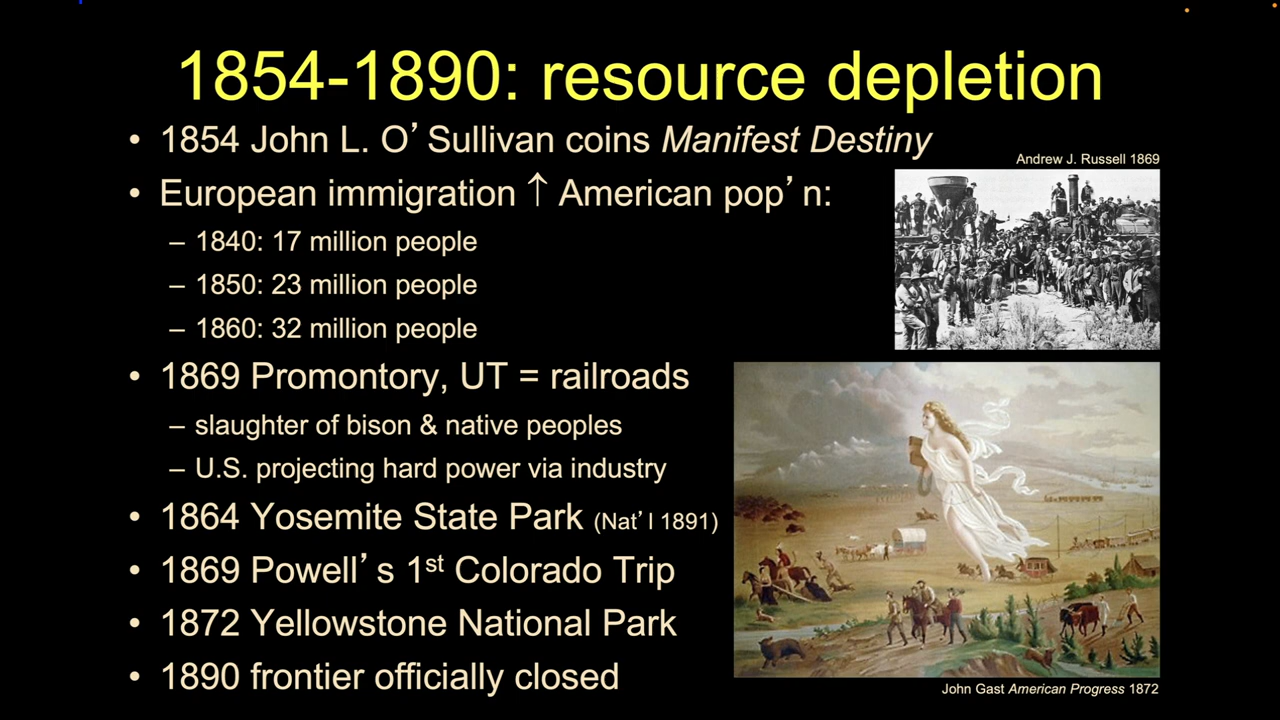 1854-1890: resource depletion
• 1854 John L. O’Sullivan coins Manifest Destiny
Andrew J. Russell 1869
• European immigration ↑ American pop’n:
– 1840: 17 million people
– 1850: 23 million people
– 1860: 32 million people
• 1869 Promontory, UT = railroads
– slaughter of bison & native peoples
– U.S. projecting hard power via industry
• 1864 Yosemite State Park (Nat’l 1891)
• 1869 Powell’s 1st Colorado Trip
• 1872 Yellowstone National Park
• 1890 frontier officially closed
John Gast American Progress 1872